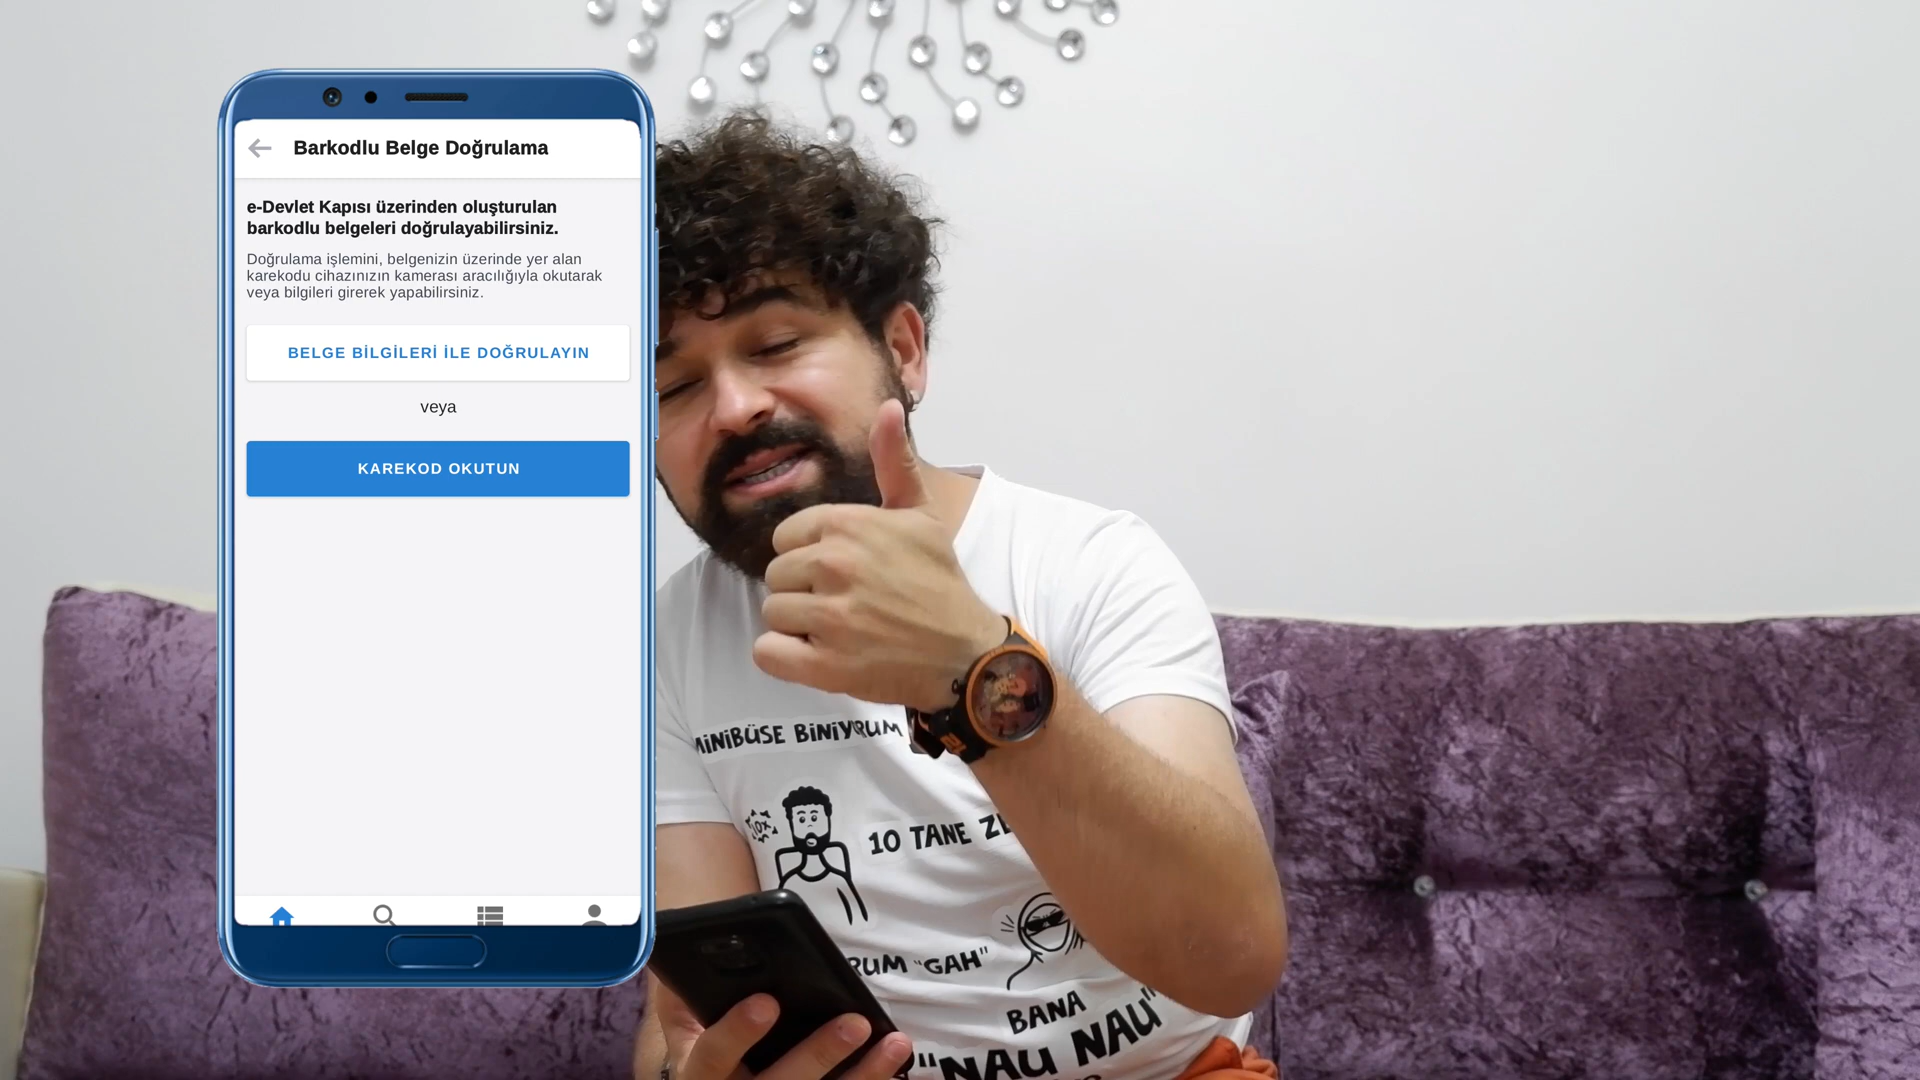 Barkodlu Belge Doğrulama
e-Devlet Kapısı üzerinden oluşturulan
barkodlu belgeleri doğrulayabilirsiniz.
Doğrulama işlemini, belgenizin üzerinde yer alan
karekodu cihazınızın kamerası aracılığıyla okutarak
veya bilgileri girerek yapabilirsiniz.
BELGE BİLGİLERİ İLE DOĞRULAYIN
veya
KAREKOD OKUTUN
MİNİBÜSE BİNİYORUM
10x
10 TANE
"GAH"
BANA
"NAU NAU"